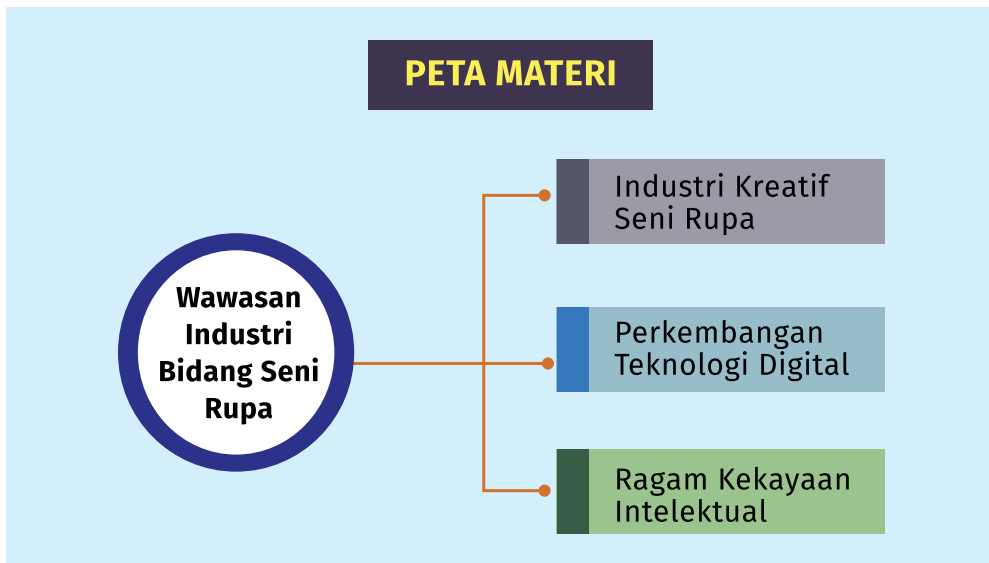 PETA MATERI
Wawasan
Industri
Bidang Seni
Rupa
Industri Kreatif
Seni Rupa
Perkembangan
Teknologi Digital
Ragam Kekayaan
Intelektual